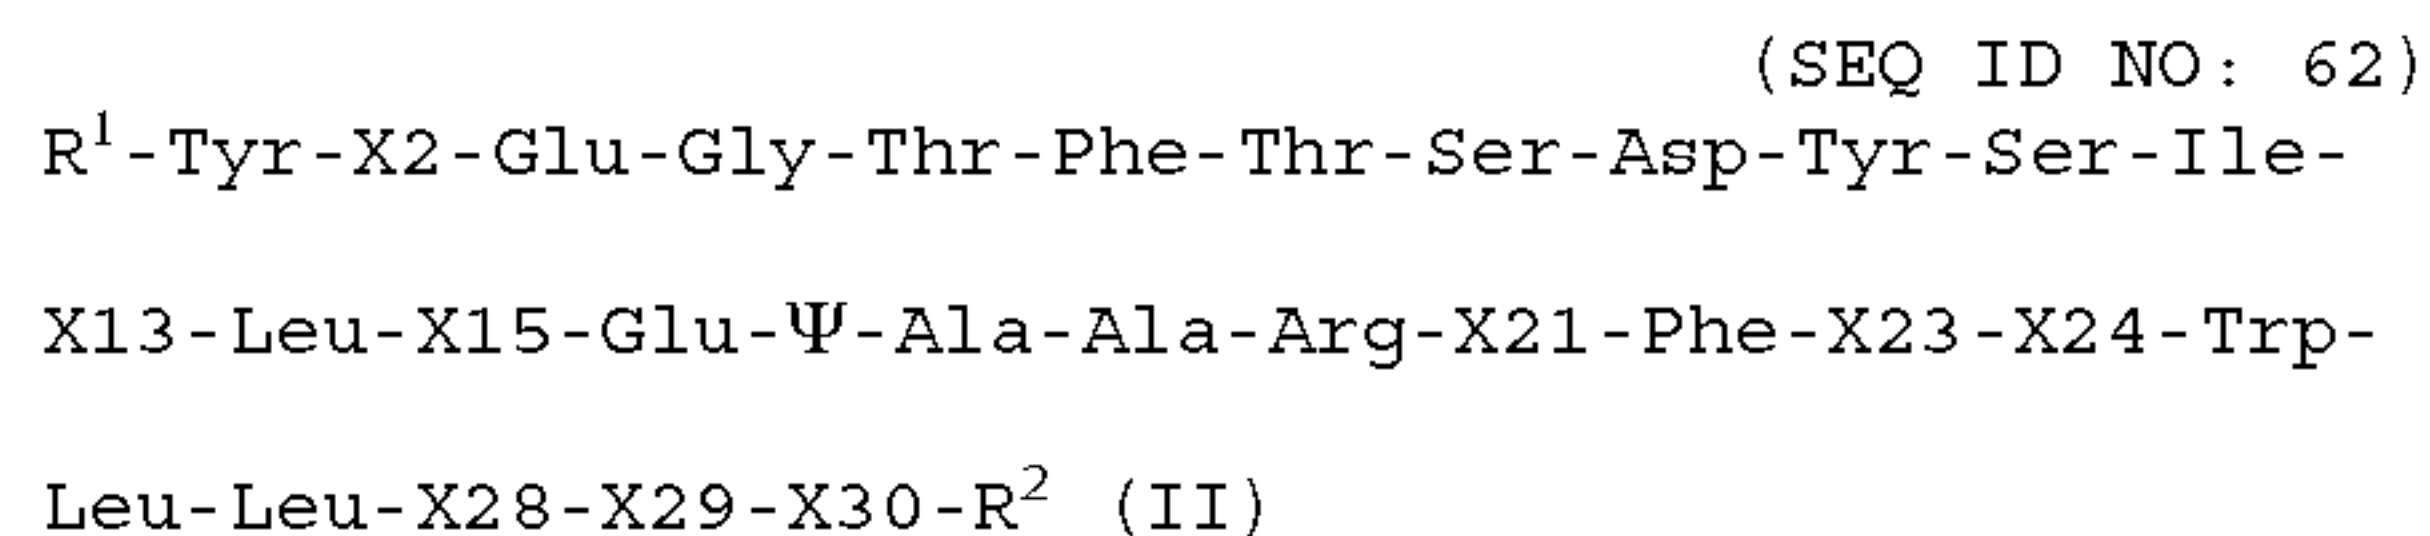 (SEQ ID NO: 62)
R¹-Tyr-X2-Glu-Gly-Thr-Phe-Thr-Ser-Asp-Tyr-Ser-Ile-
X13-Leu-X15-Glu-Ψ-Ala-Ala-Arg-X21-Phe-X23-X24-Trp-
Leu-Leu-X28-X29-X30-R² (II)